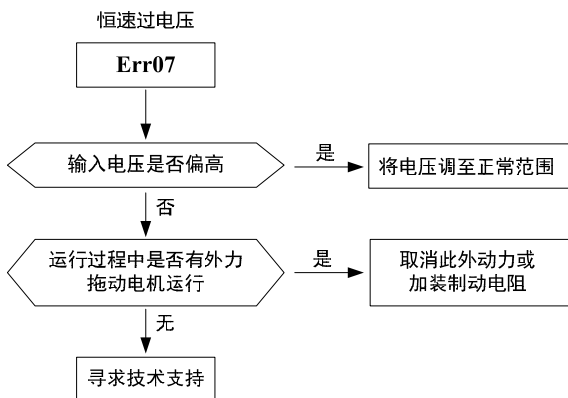 恒速过电压
Err07
输入电压是否偏高
是
将电压调至正常范围
否
运行过程中是否有外力
拖动电机运行
是
取消此外动力或
加装制动电阻
无
寻求技术支持